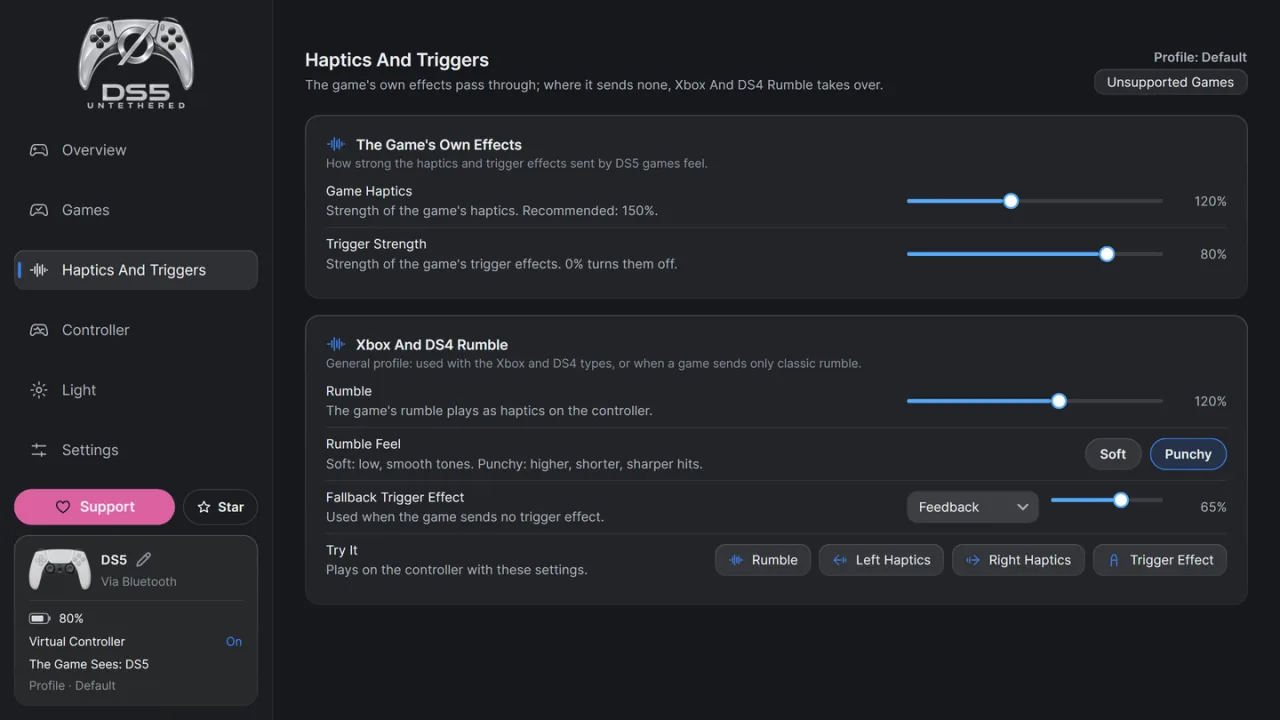 DS5
UNTETHERED
Overview
Games
Haptics And Triggers
Controller
Light
Settings
Support
Star
DS5
Via Bluetooth
80%
Virtual Controller On
The Game Sees: DS5
Profile · Default
Haptics And Triggers
The game's own effects pass through; where it sends none, Xbox And DS4 Rumble takes over.
Profile: Default
Unsupported Games
The Game's Own Effects
How strong the haptics and trigger effects sent by DS5 games feel.
Game Haptics
Strength of the game's haptics. Recommended: 150%.
120%
Trigger Strength
Strength of the game's trigger effects. 0% turns them off.
80%
Xbox And DS4 Rumble
General profile: used with the Xbox and DS4 types, or when a game sends only classic rumble.
Rumble
The game's rumble plays as haptics on the controller.
120%
Rumble Feel
Soft: low, smooth tones. Punchy: higher, shorter, sharper hits.
Soft Punchy
Fallback Trigger Effect
Used when the game sends no trigger effect.
Feedback 65%
Try It
Plays on the controller with these settings.
Rumble Left Haptics Right Haptics Trigger Effect